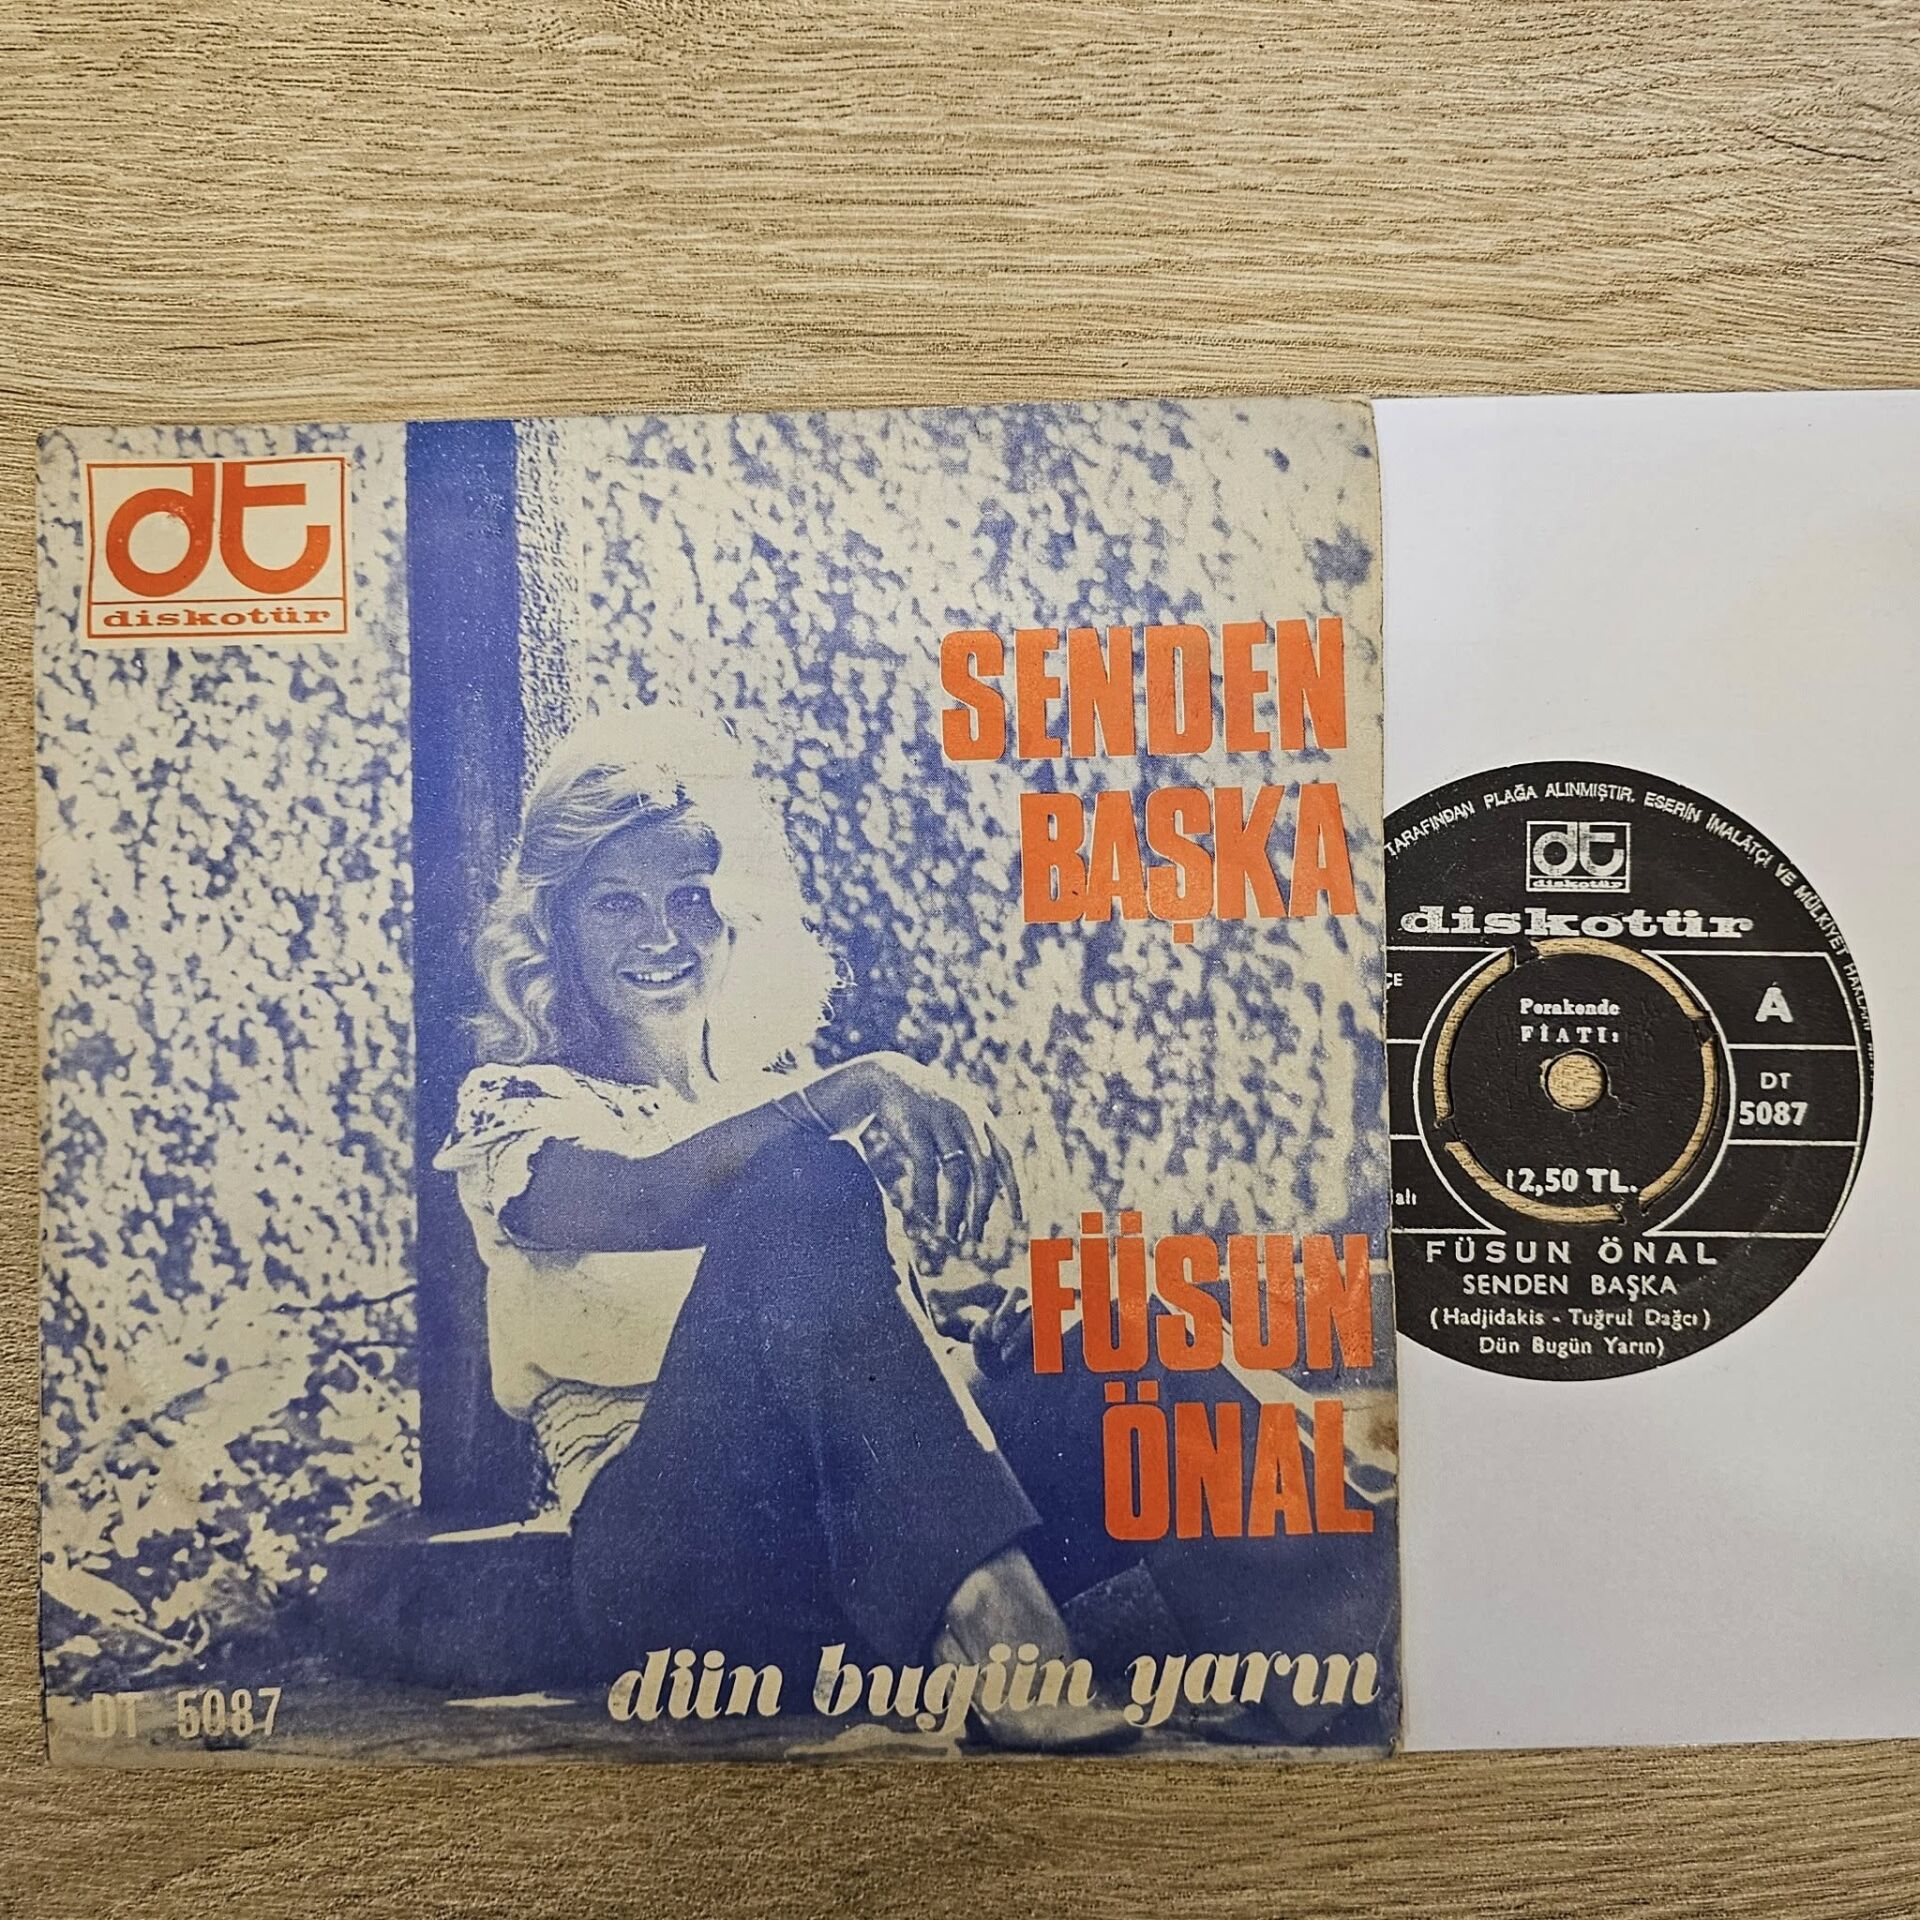 dt
diskotür
SENDEN
BAŞKA
FÜSUN
ÖNAL
dün bugün yarın
DT 5087
TARAFINDAN PLAĞA ALINMIŞTIR. ESERİN İMALÂTÇI VE MÜLKİYET
dt
diskotür
diskotür
Perakende
FİATI:
A
DT
5087
12,50 TL.
FÜSUN ÖNAL
SENDEN BAŞKA
(Hadjidakis - Tuğrul Dağcı)
Dün Bugün Yarın)